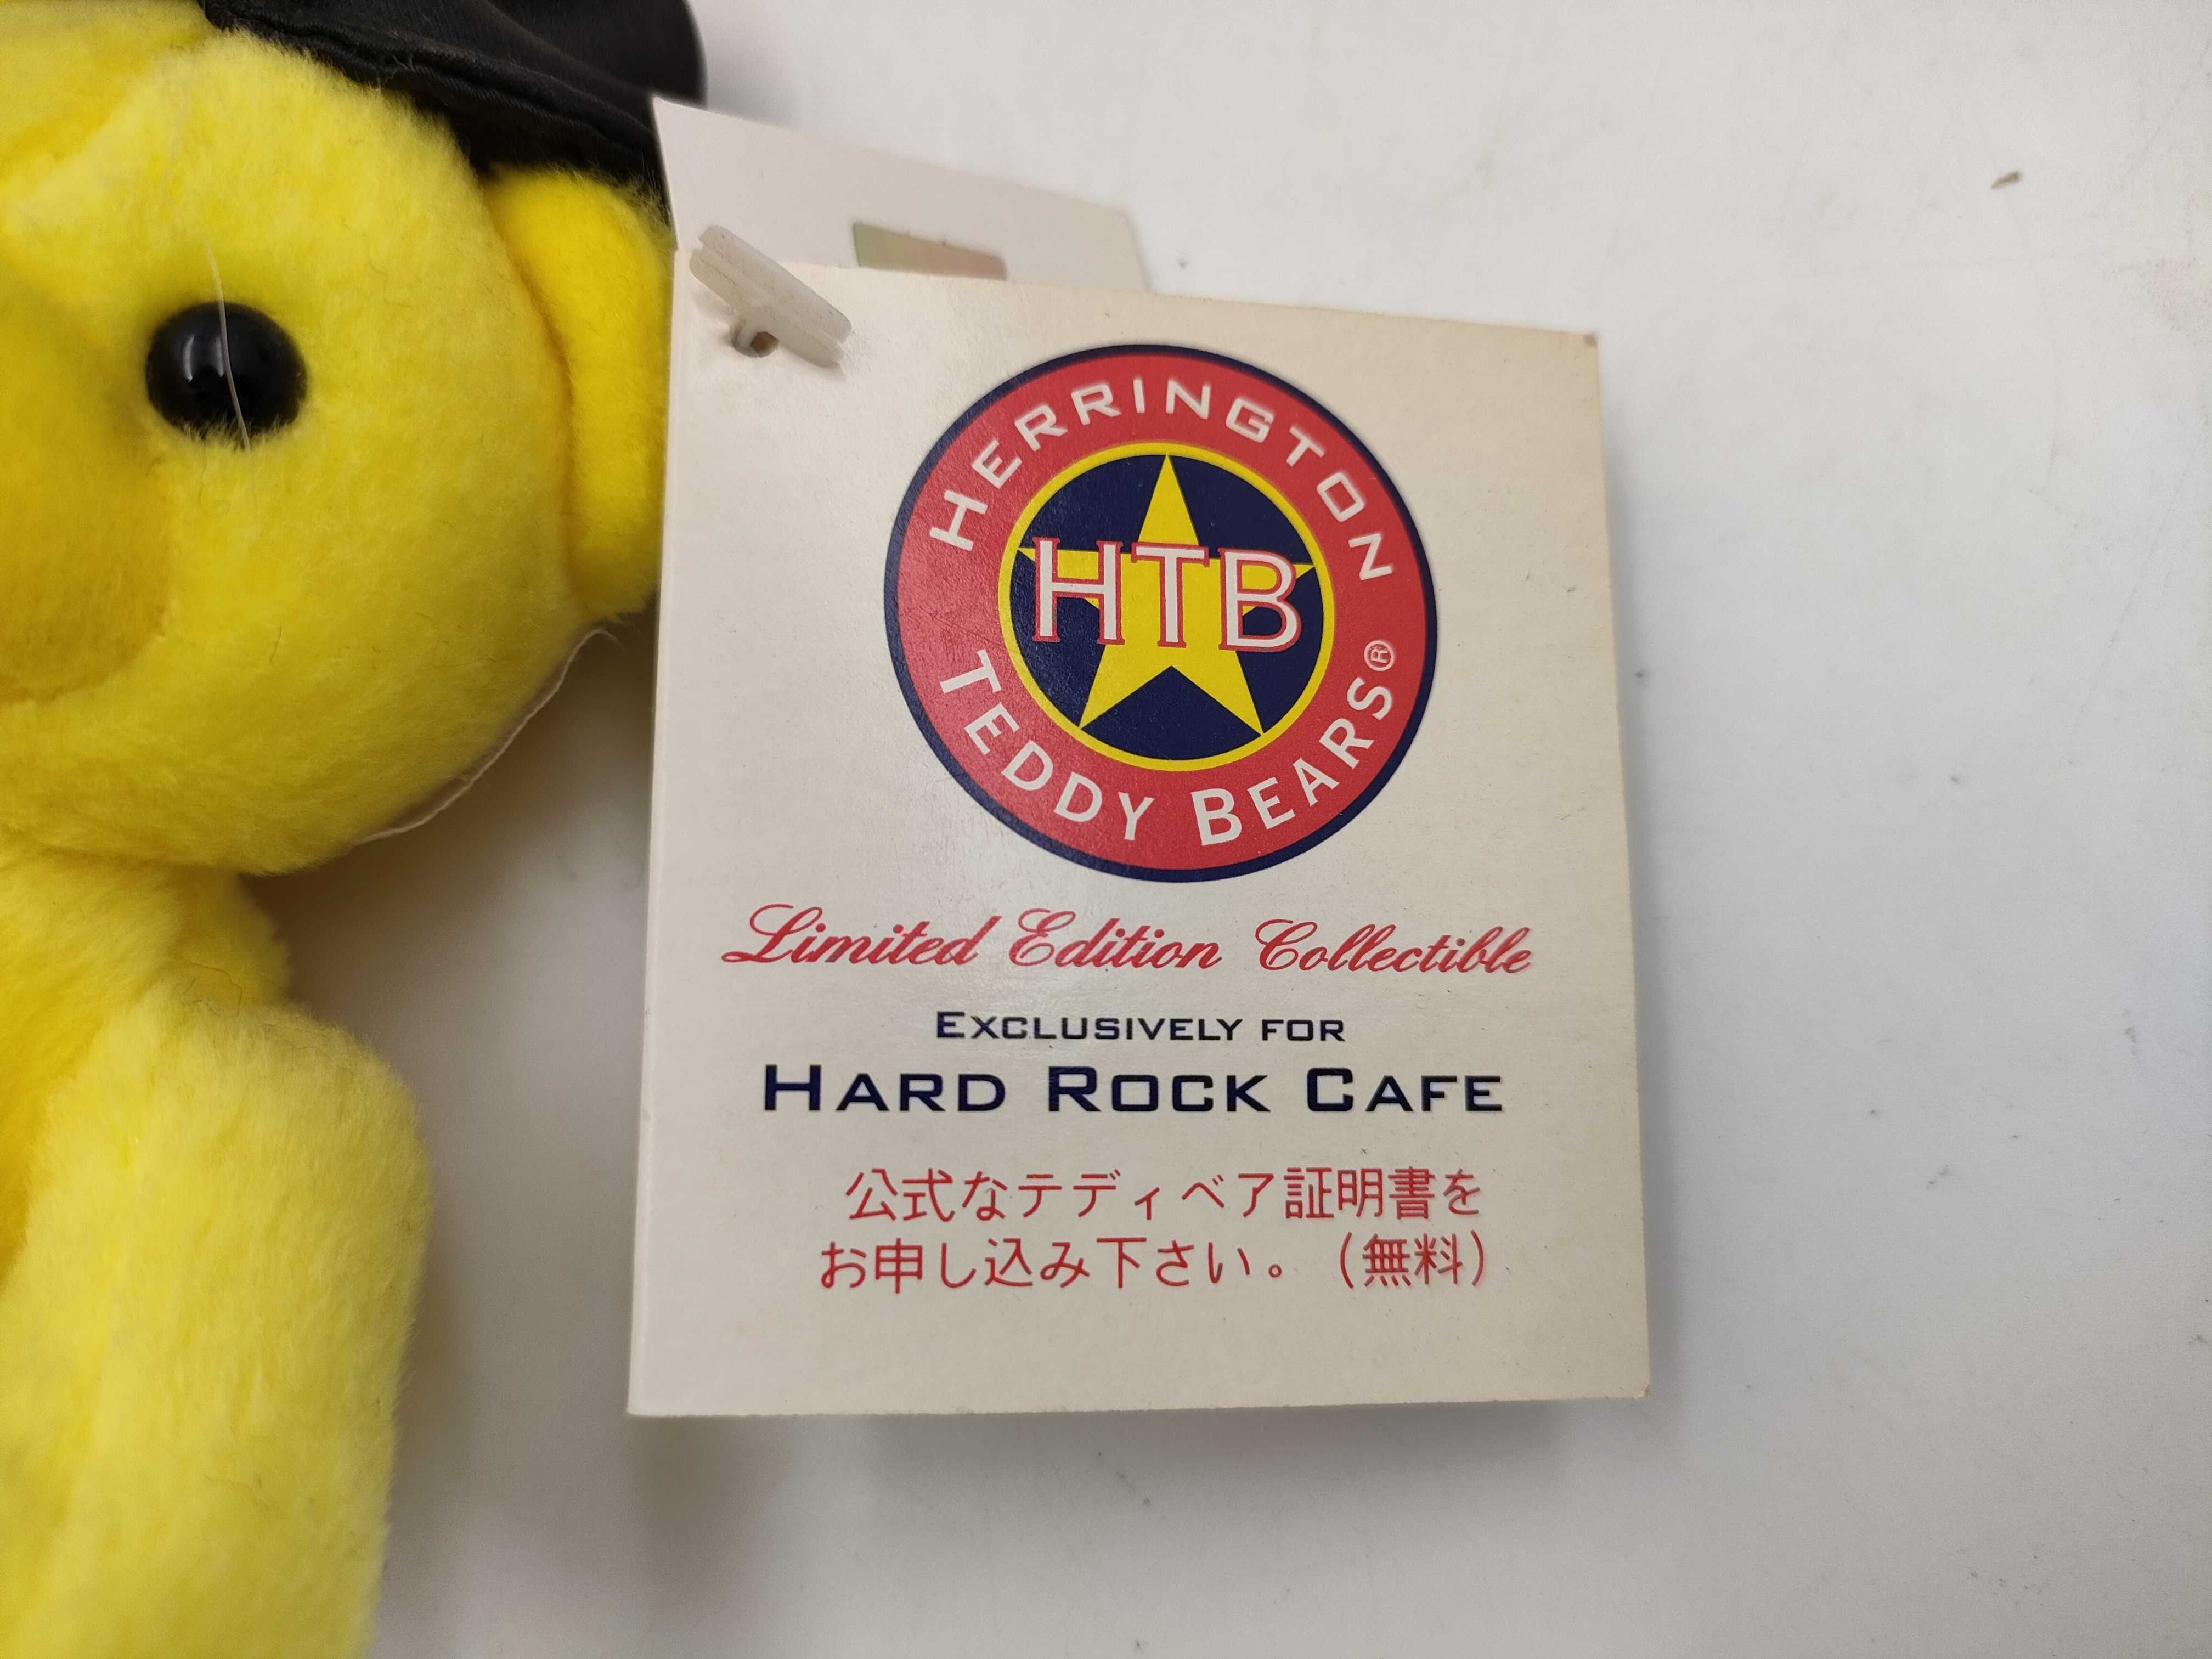 HERRINGTON
HTB
TEDDY BEARS®
Limited Edition Collectible
EXCLUSIVELY FOR
HARD ROCK CAFE
公式なテディベア証明書を
お申し込み下さい。(無料)